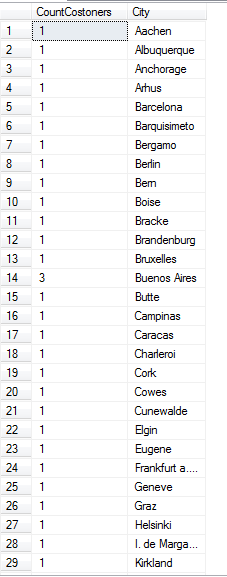 CountCostoners City
1 1 Aachen
2 1 Albuquerque
3 1 Anchorage
4 1 Arhus
5 1 Barcelona
6 1 Barquisimeto
7 1 Bergamo
8 1 Berlin
9 1 Bern
10 1 Boise
11 1 Bracke
12 1 Brandenburg
13 1 Bruxelles
14 3 Buenos Aires
15 1 Butte
16 1 Campinas
17 1 Caracas
18 1 Charleroi
19 1 Cork
20 1 Cowes
21 1 Cunewalde
22 1 Elgin
23 1 Eugene
24 1 Frankfurt a....
25 1 Geneve
26 1 Graz
27 1 Helsinki
28 1 I. de Marga...
29 1 Kirkland